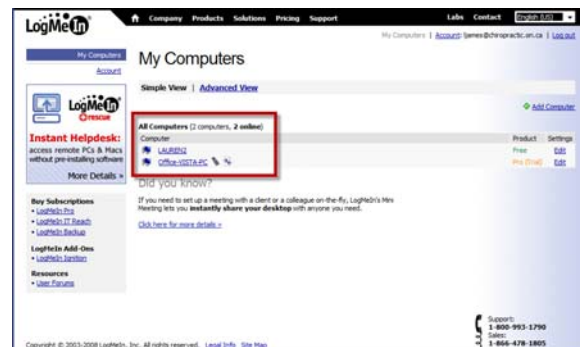 LogMeIn
Company Products Solutions Pricing Support
Labs Contact English (US)
My Computers | Account: ljames@chiropractic.on.ca | Log out
My Computers
Account
My Computers
Simple View | Advanced View
LogMeIn
rescue
Add Computer
Instant Helpdesk:
access remote PCs & Macs
without pre-installing software
More Details »
All Computers (2 computers, 2 online)
Computer Product Settings
LAUREN2 Free Edit
Office-VISTA-PC Pro (Trial) Edit
Did you know?
If you need to set up a meeting with a client or a colleague on-the-fly, LogMeIn's Mini
Meeting lets you instantly share your desktop with anyone you need.
Click here for more details »
Buy Subscriptions
• LogMeIn Pro
• LogMeIn IT Reach
• LogMeIn Backup
LogMeIn Add-Ons
• LogMeIn Ignition
Resources
• User Forums
Support:
1-800-993-1790
Sales:
1-866-478-1805
Copyright © 2003-2008 LogMeIn, Inc. All rights reserved. Legal Info Site Map